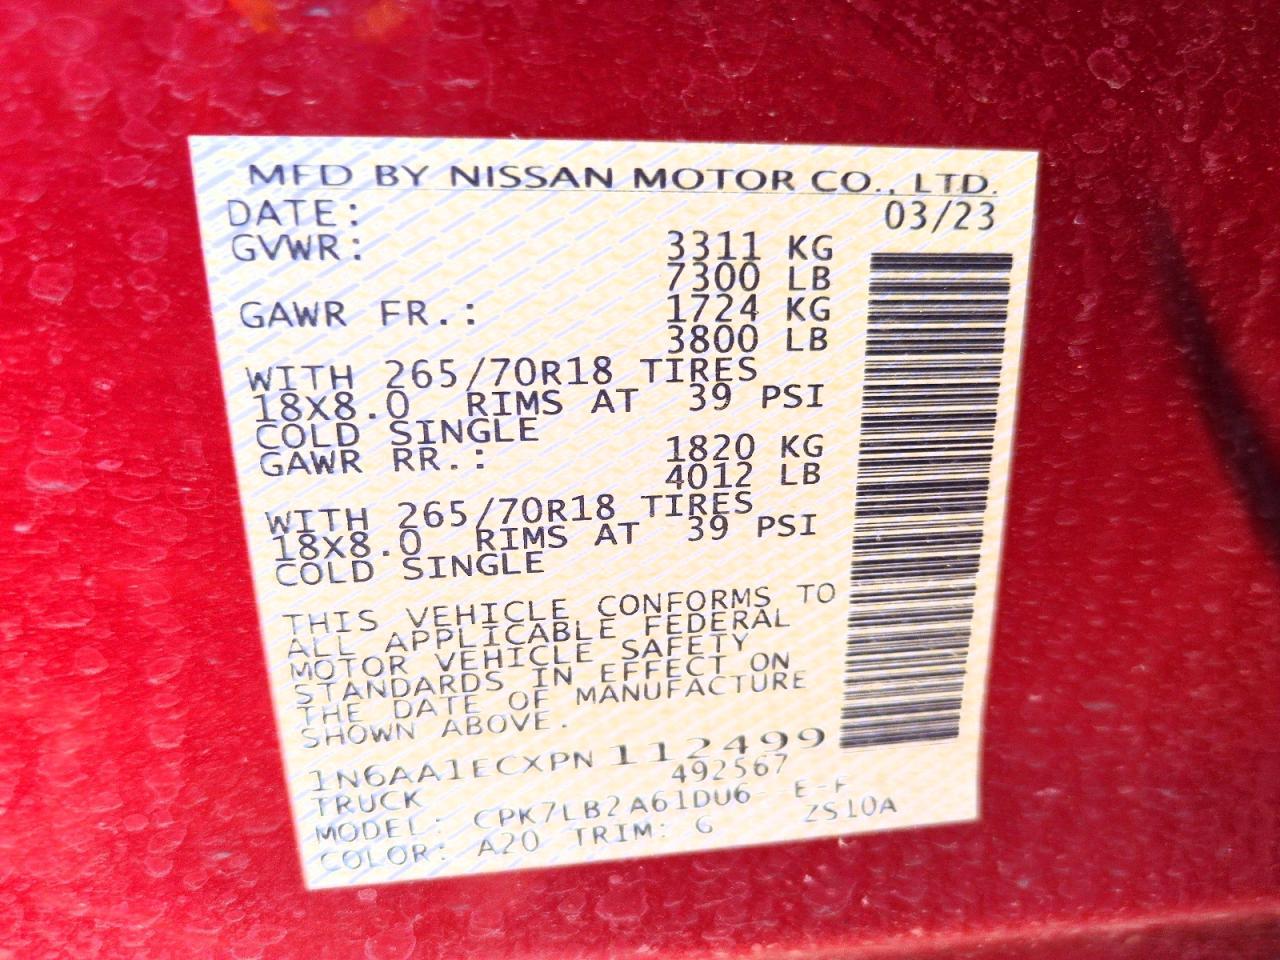 MFD BY NISSAN MOTOR CO., LTD.
DATE: 03/23
GVWR: 3311 KG
7300 LB
GAWR FR.: 1724 KG
3800 LB
WITH 265/70R18 TIRES
18X8.0 RIMS AT 39 PSI
COLD SINGLE
GAWR RR.: 1820 KG
4012 LB
WITH 265/70R18 TIRES
18X8.0 RIMS AT 39 PSI
COLD SINGLE
THIS VEHICLE CONFORMS TO
ALL APPLICABLE FEDERAL
MOTOR VEHICLE SAFETY
STANDARDS IN EFFECT ON
THE DATE OF MANUFACTURE
SHOWN ABOVE.
1N6AA1ECXPN112499
TRUCK 492567
MODEL: CPK7LB2A61DU6 E-F
COLOR: A20 TRIM: G ZS10A